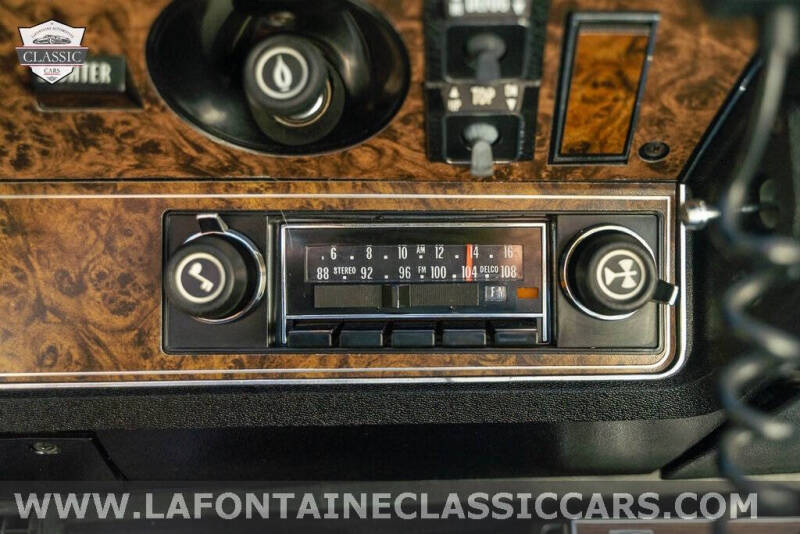 CLASSIC
CARS
TOP
UP DN
6 8 10 AM 12 14 16
88 STEREO 92 96 FM 100 104 DELCO 108
FM
WWW.LAFONTAINECLASSICCARS.COM